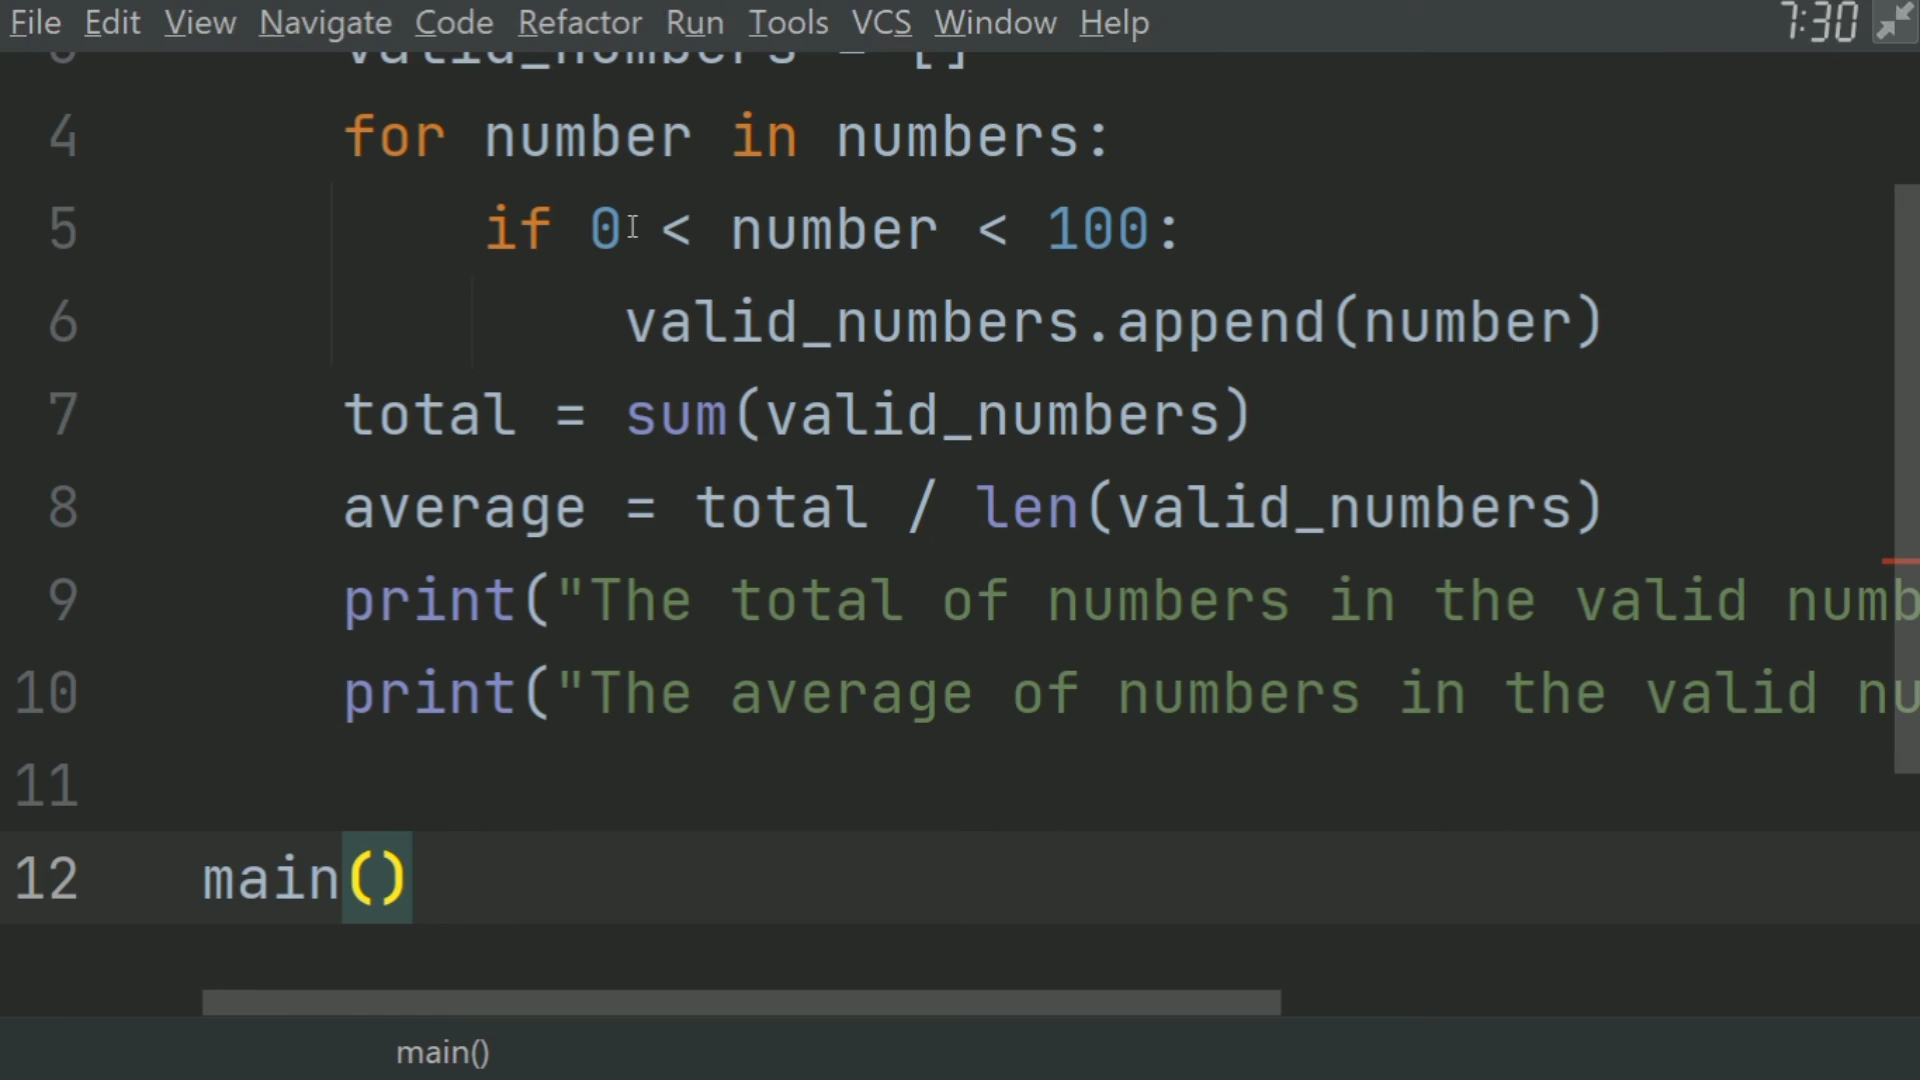 File Edit View Navigate Code Refactor Run Tools VCS Window Help 7:30
valid_numbers = []
4 for number in numbers:
5 if 0 < number < 100:
6 valid_numbers.append(number)
7 total = sum(valid_numbers)
8 average = total / len(valid_numbers)
9 print("The total of numbers in the valid numb
10 print("The average of numbers in the valid nu
11
12 main()
main()